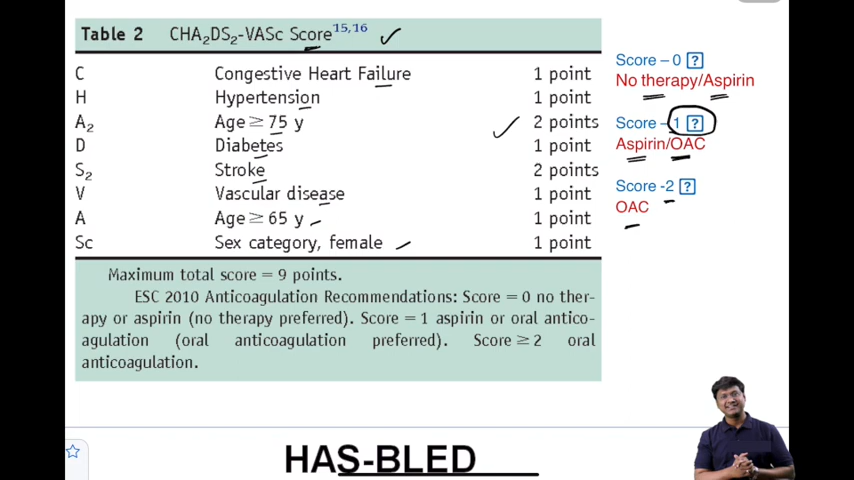 Table 2 CHA₂DS₂-VASc Score¹⁵,¹⁶
C Congestive Heart Failure 1 point
H Hypertension 1 point
A₂ Age ≥ 75 y 2 points
D Diabetes 1 point
S₂ Stroke 2 points
V Vascular disease 1 point
A Age ≥ 65 y 1 point
Sc Sex category, female 1 point
Maximum total score = 9 points.
ESC 2010 Anticoagulation Recommendations: Score = 0 no ther-
apy or aspirin (no therapy preferred). Score = 1 aspirin or oral antico-
agulation (oral anticoagulation preferred). Score ≥ 2 oral
anticoagulation.
Score – 0 ?
No therapy/Aspirin
Score – 1 ?
Aspirin/OAC
Score -2 ?
OAC
HAS-BLED